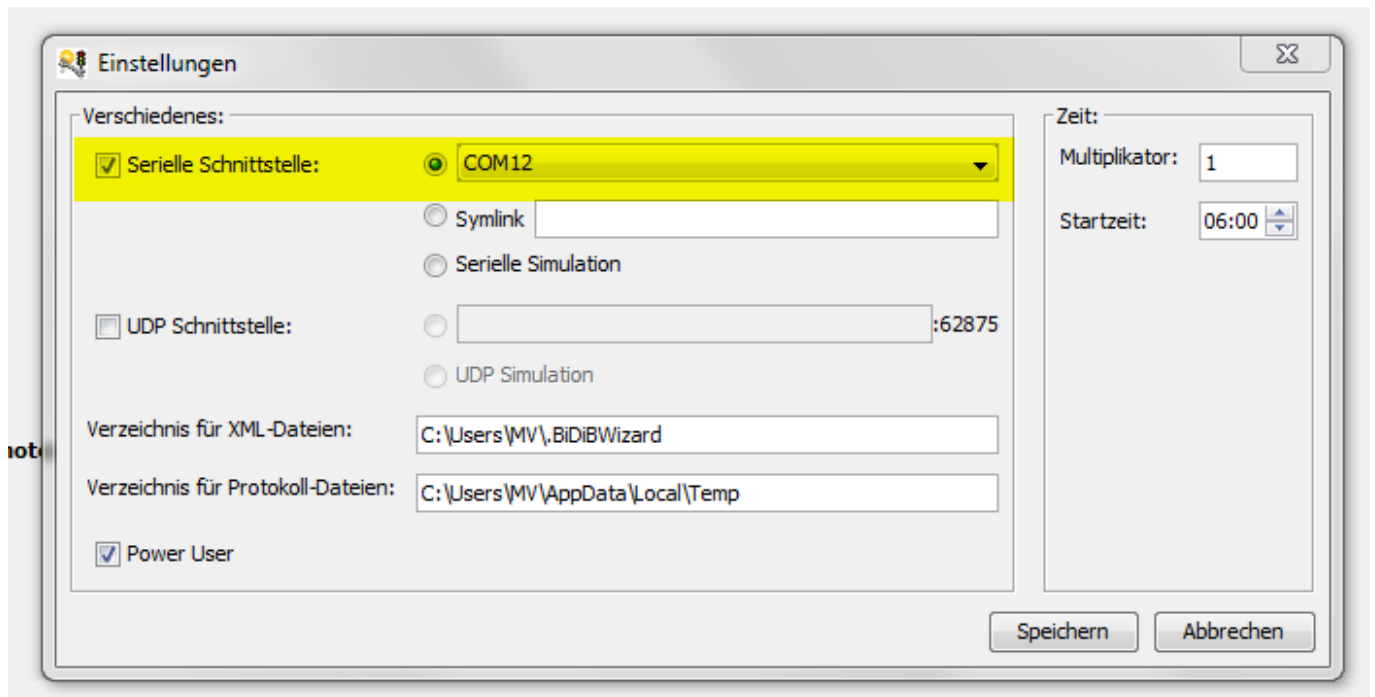 Einstellungen
Verschiedenes:
Serielle Schnittstelle:
COM12
Symlink
Serielle Simulation
UDP Schnittstelle:
:62875
UDP Simulation
Verzeichnis für XML-Dateien:
C:\Users\MV\.BiDiBWizard
Verzeichnis für Protokoll-Dateien:
C:\Users\MV\AppData\Local\Temp
Power User
Zeit:
Multiplikator:
1
Startzeit:
06:00
Speichern
Abbrechen